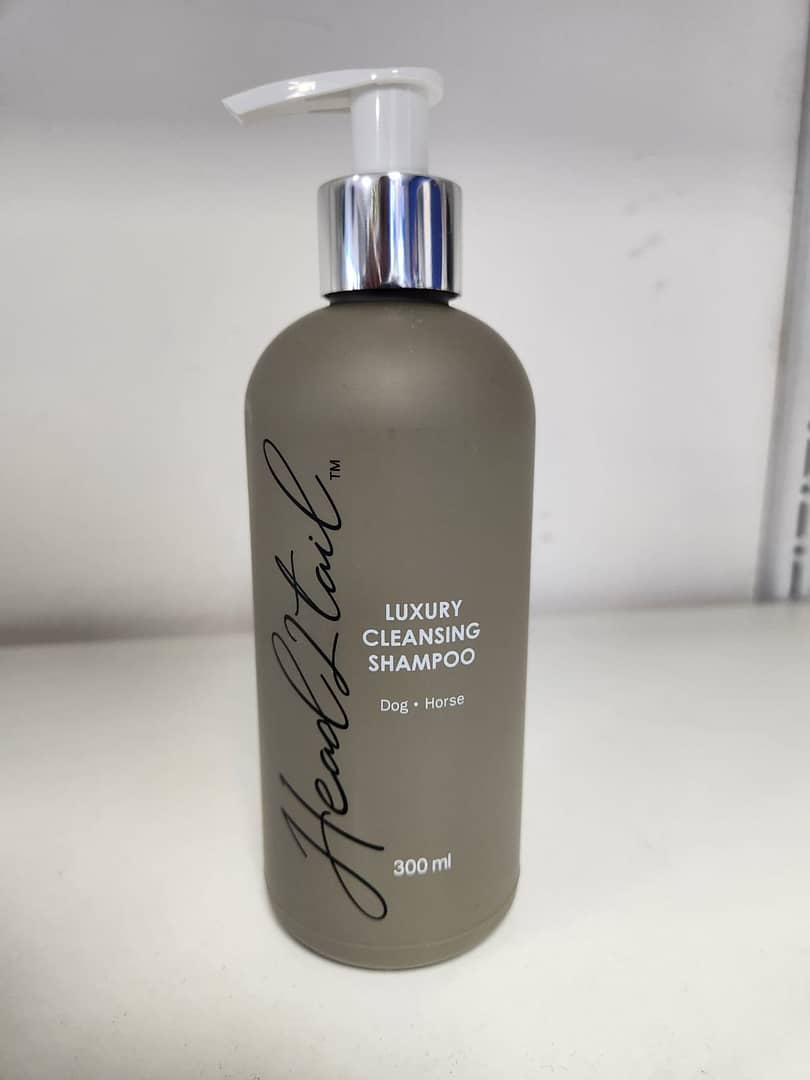 Head2tail™
LUXURY
CLEANSING
SHAMPOO
Dog • Horse
300 ml